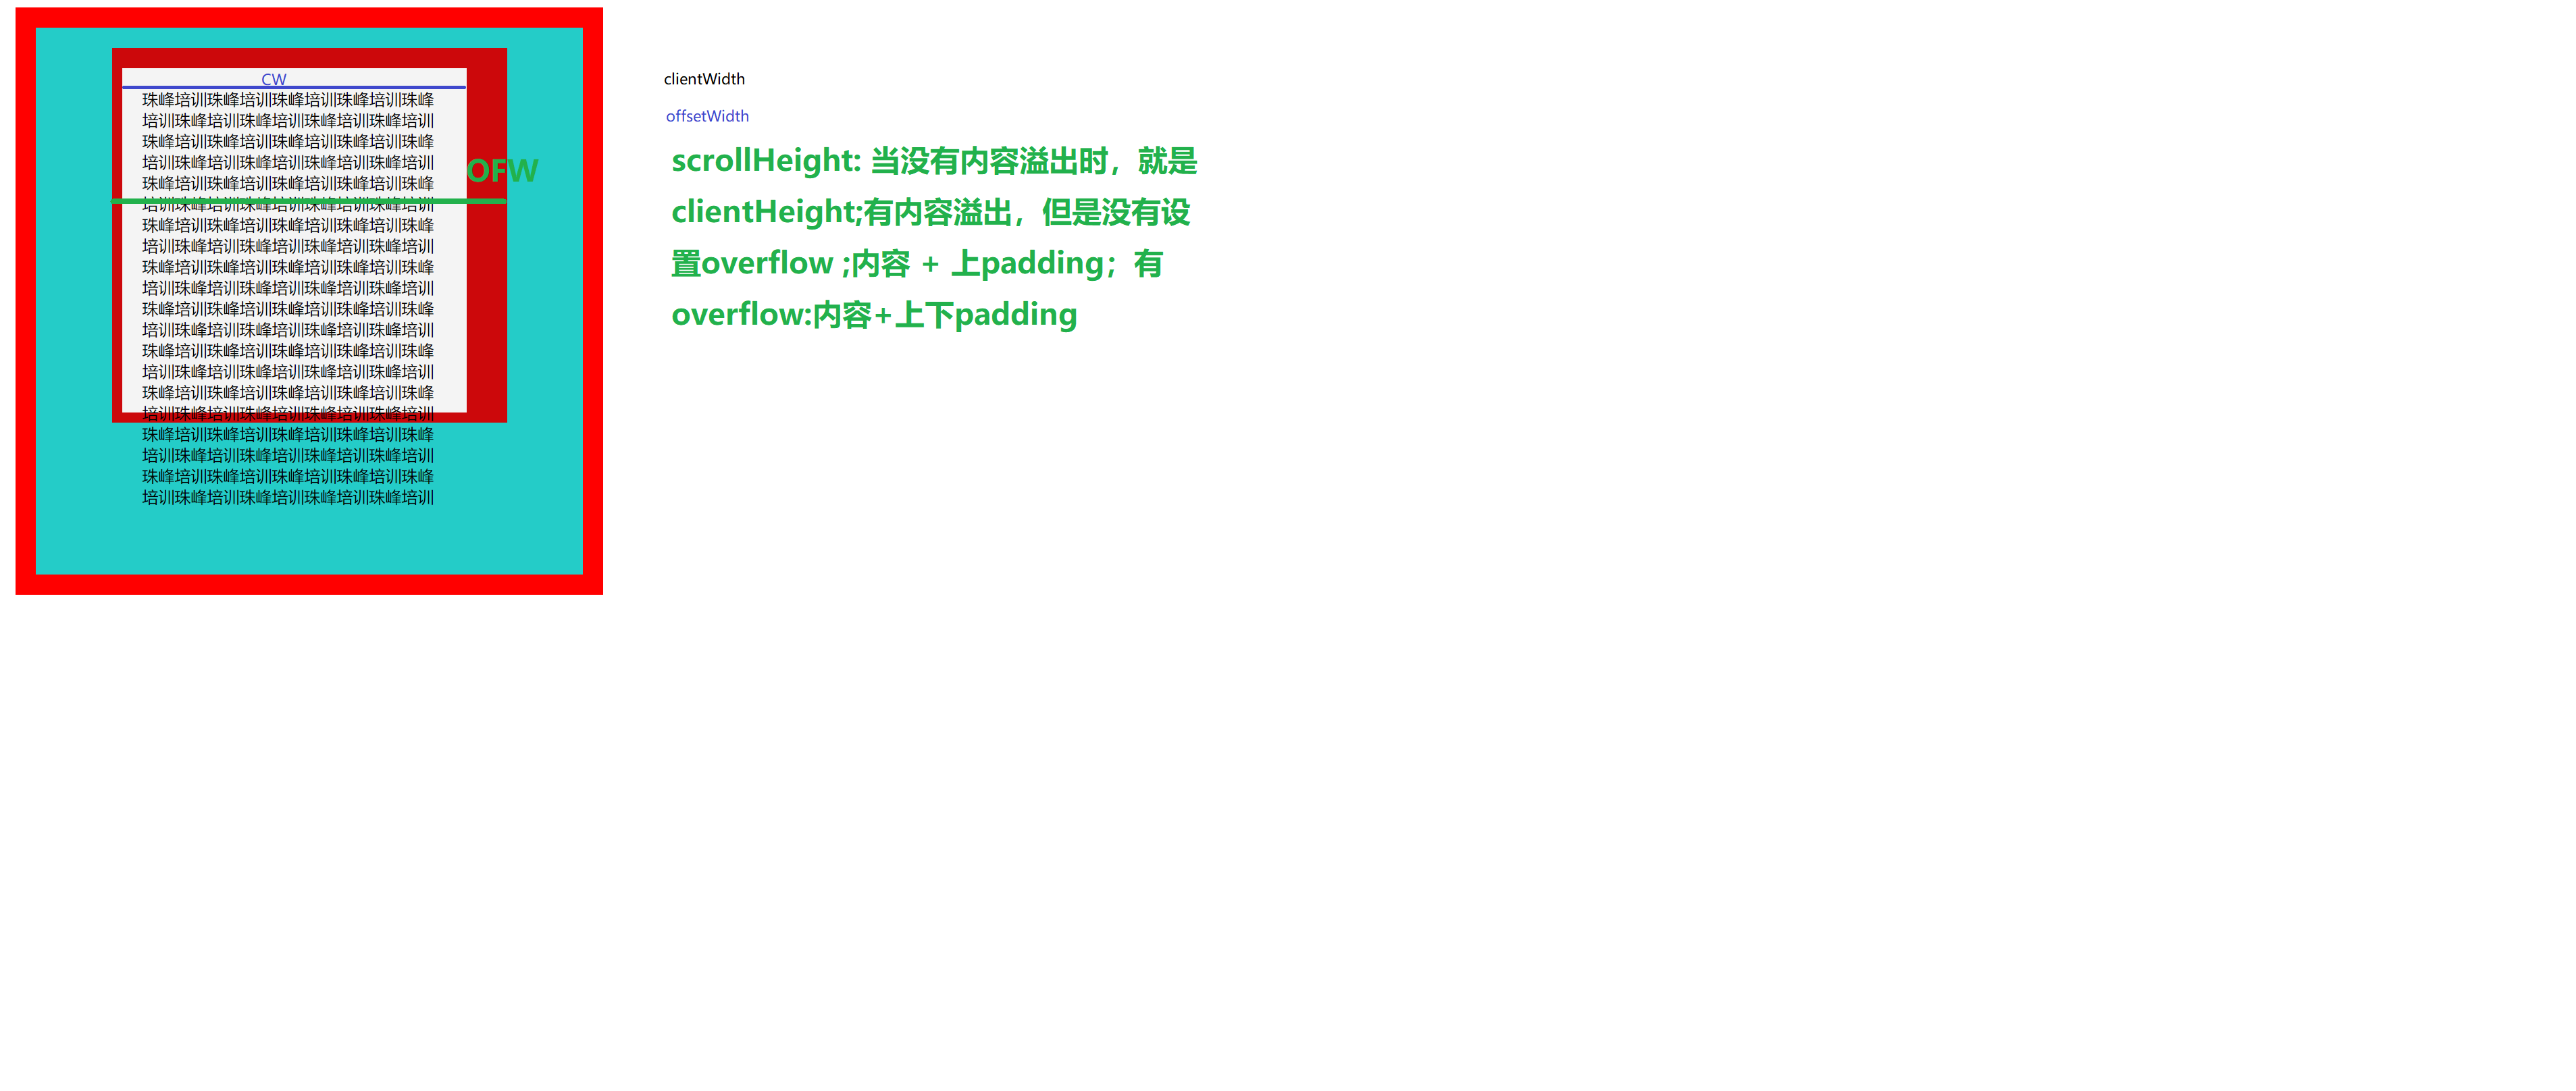 CW
珠峰培训珠峰培训珠峰培训珠峰培训珠峰
培训珠峰培训珠峰培训珠峰培训珠峰培训
珠峰培训珠峰培训珠峰培训珠峰培训珠峰
培训珠峰培训珠峰培训珠峰培训珠峰培训
珠峰培训珠峰培训珠峰培训珠峰培训珠峰
培训珠峰培训珠峰培训珠峰培训珠峰培训
珠峰培训珠峰培训珠峰培训珠峰培训珠峰
培训珠峰培训珠峰培训珠峰培训珠峰培训
珠峰培训珠峰培训珠峰培训珠峰培训珠峰
培训珠峰培训珠峰培训珠峰培训珠峰培训
珠峰培训珠峰培训珠峰培训珠峰培训珠峰
培训珠峰培训珠峰培训珠峰培训珠峰培训
珠峰培训珠峰培训珠峰培训珠峰培训珠峰
培训珠峰培训珠峰培训珠峰培训珠峰培训
珠峰培训珠峰培训珠峰培训珠峰培训珠峰
培训珠峰培训珠峰培训珠峰培训珠峰培训
珠峰培训珠峰培训珠峰培训珠峰培训珠峰
培训珠峰培训珠峰培训珠峰培训珠峰培训
珠峰培训珠峰培训珠峰培训珠峰培训珠峰
培训珠峰培训珠峰培训珠峰培训珠峰培训
OFW
clientWidth
offsetWidth
scrollHeight: 当没有内容溢出时，就是
clientHeight;有内容溢出，但是没有设
置overflow ;内容 + 上padding；有
overflow:内容+上下padding